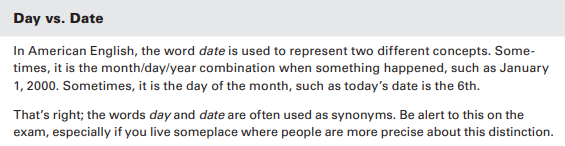 Day vs. Date
In American English, the word date is used to represent two different concepts. Some-
times, it is the month/day/year combination when something happened, such as January
1, 2000. Sometimes, it is the day of the month, such as today's date is the 6th.
That's right; the words day and date are often used as synonyms. Be alert to this on the
exam, especially if you live someplace where people are more precise about this distinction.